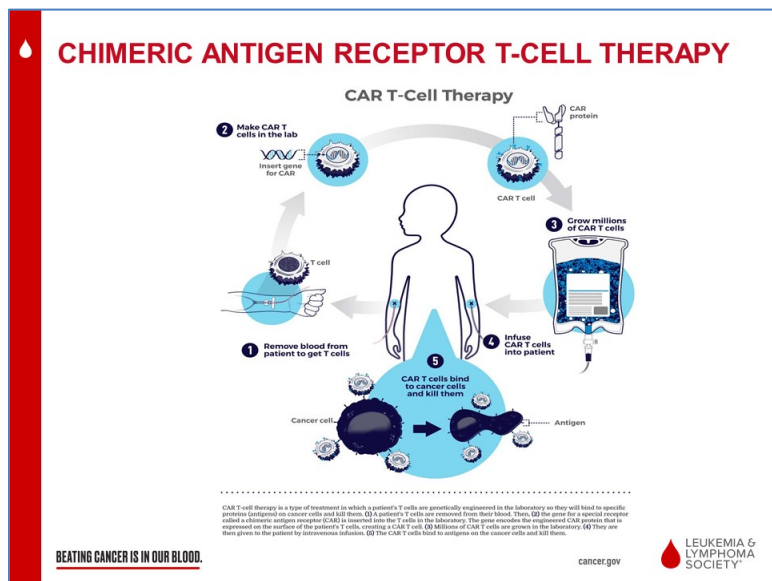 CHIMERIC ANTIGEN RECEPTOR T-CELL THERAPY
CAR T-Cell Therapy
2 Make CAR T
cells in the lab
Insert gene
for CAR
CAR
protein
CAR T cell
3 Grow millions
of CAR T cells
T cell
1 Remove blood from
patient to get T cells
4 Infuse
CAR T cells
into patient
5
CAR T cells bind
to cancer cells
and kill them
Cancer cell
Antigen
CAR T-cell therapy is a type of treatment in which a patient's T cells are genetically engineered in the laboratory so they will bind to specific
proteins (antigens) on cancer cells and kill them. (1) A patient's T cells are removed from their blood. Then, (2) the gene for a special receptor
called a chimeric antigen receptor (CAR) is inserted into the T cells in the laboratory. The gene encodes the engineered CAR protein that is
expressed on the surface of the patient's T cells, creating a CAR T cell. (3) Millions of CAR T cells are grown in the laboratory. (4) They are
then given to the patient by intravenous infusion. (5) The CAR T cells bind to antigens on the cancer cells and kill them.
BEATING CANCER IS IN OUR BLOOD.
cancer.gov
LEUKEMIA &
LYMPHOMA
SOCIETY®